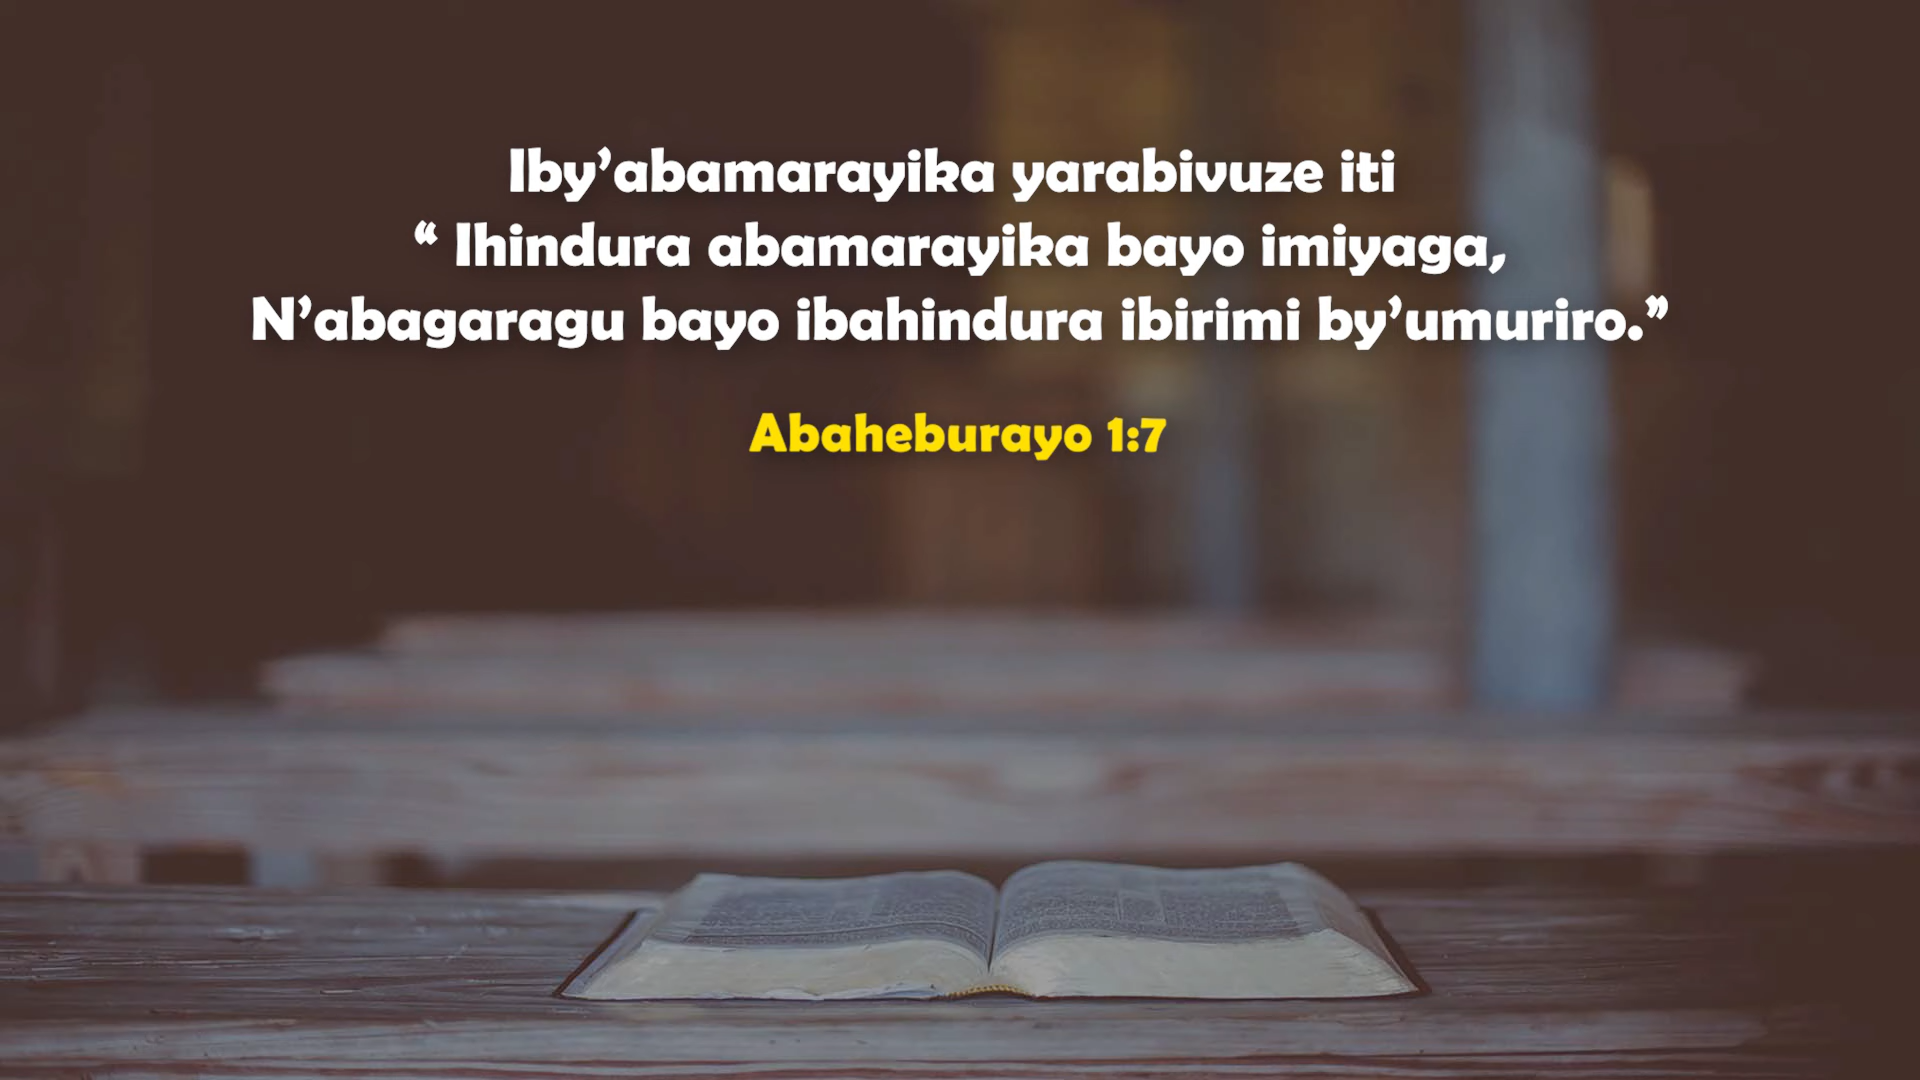 Iby’abamarayika yarabivuze iti
“ Ihindura abamarayika bayo imiyaga,
N’abagaragu bayo ibahindura ibirimi by’umuriro.”
Abaheburayo 1:7